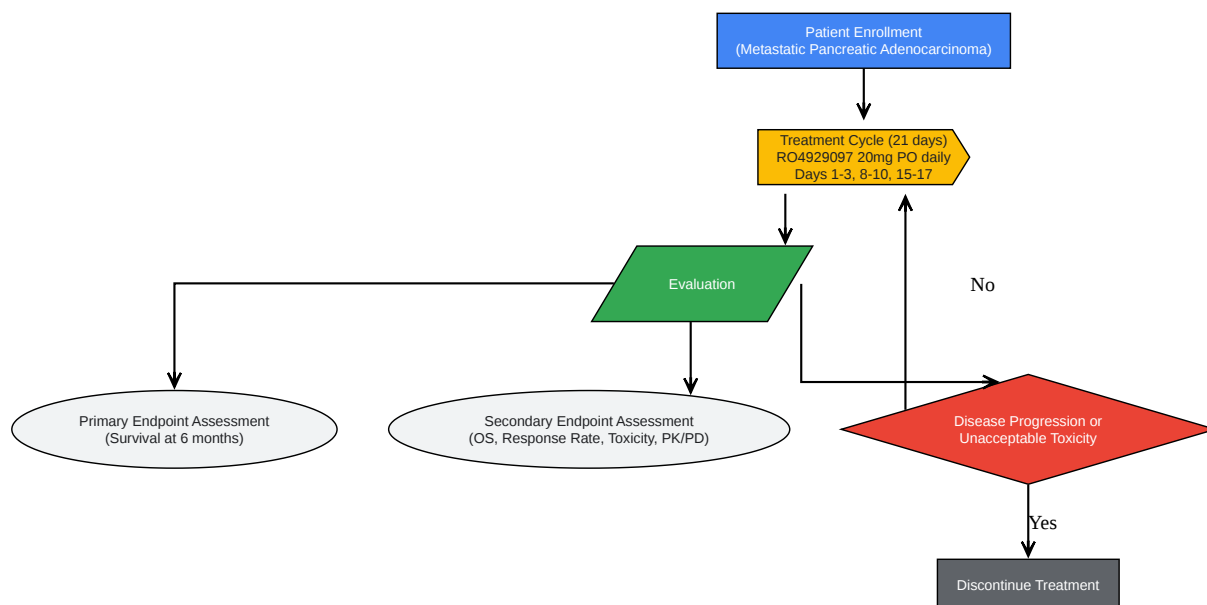 Patient Enrollment
(Metastatic Pancreatic Adenocarcinoma)
Treatment Cycle (21 days)
RO4929097 20mg PO daily
Days 1-3, 8-10, 15-17
Evaluation
No
Primary Endpoint Assessment
(Survival at 6 months)
Secondary Endpoint Assessment
(OS, Response Rate, Toxicity, PK/PD)
Disease Progression or
Unacceptable Toxicity
Yes
Discontinue Treatment